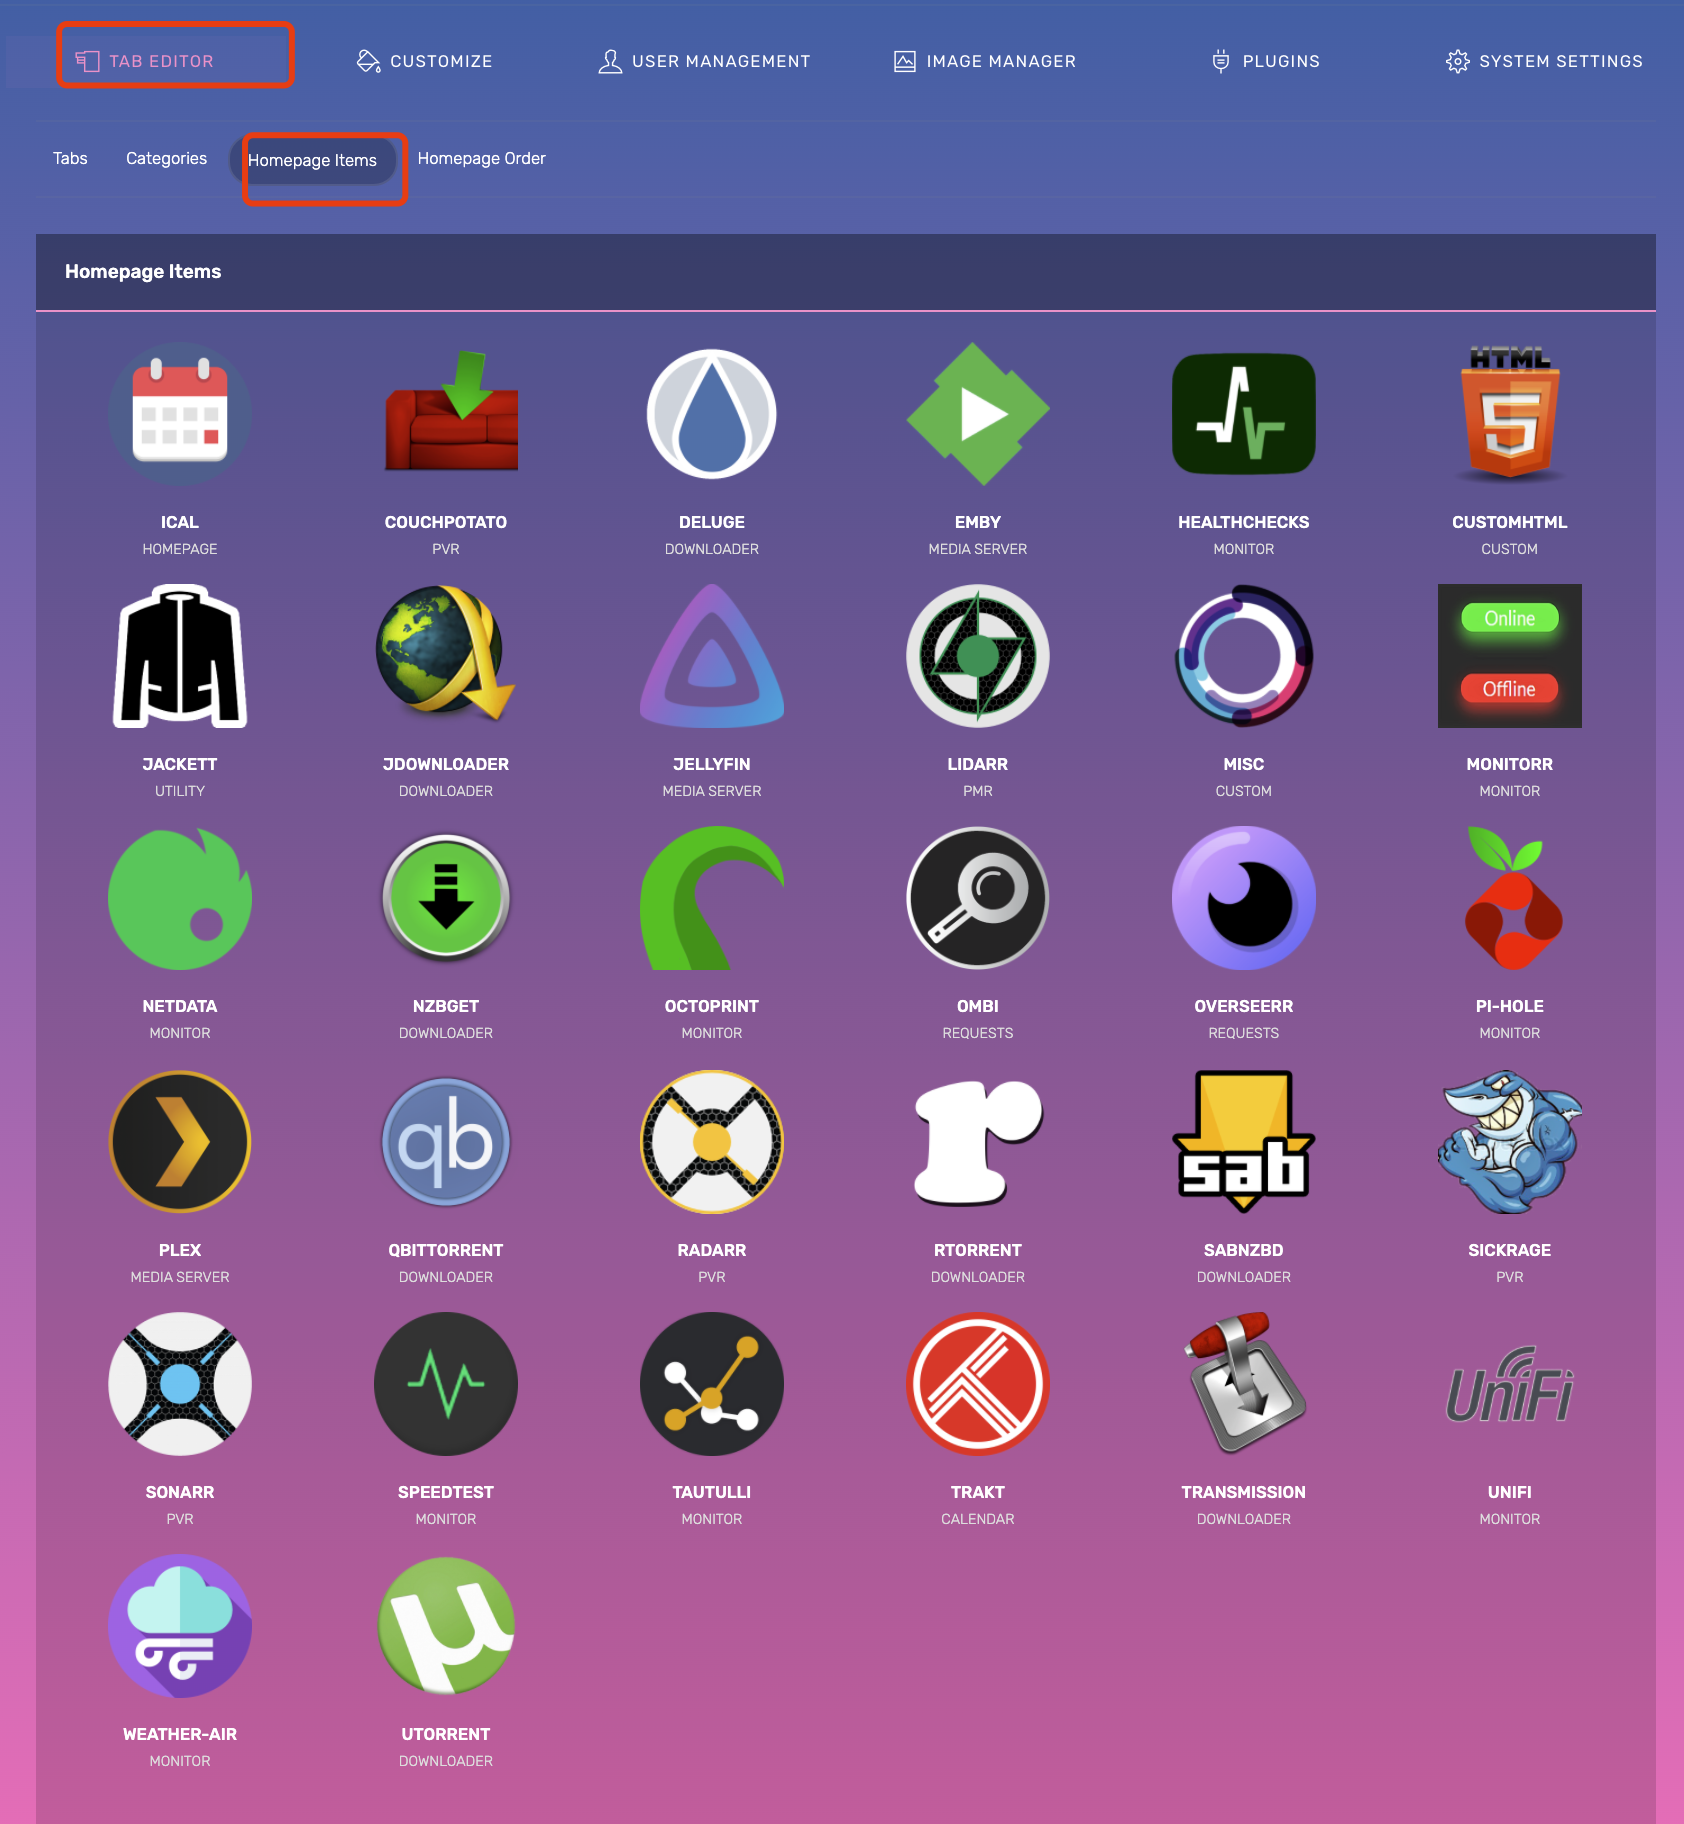 TAB EDITOR CUSTOMIZE USER MANAGEMENT IMAGE MANAGER PLUGINS SYSTEM SETTINGS
Tabs Categories Homepage Items Homepage Order
Homepage Items
HTML
5
ICAL COUCHPOTATO DELUGE EMBY HEALTHCHECKS CUSTOMHTML
HOMEPAGE PVR DOWNLOADER MEDIA SERVER MONITOR CUSTOM
Online
Offline
JACKETT JDOWNLOADER JELLYFIN LIDARR MISC MONITORR
UTILITY DOWNLOADER MEDIA SERVER PMR CUSTOM MONITOR
NETDATA NZBGET OCTOPRINT OMBI OVERSEERR PI-HOLE
MONITOR DOWNLOADER MONITOR REQUESTS REQUESTS MONITOR
qb r sab
PLEX QBITTORRENT RADARR RTORRENT SABNZBD SICKRAGE
MEDIA SERVER DOWNLOADER PVR DOWNLOADER DOWNLOADER PVR
UniFi
SONARR SPEEDTEST TAUTULLI TRAKT TRANSMISSION UNIFI
PVR MONITOR MONITOR CALENDAR DOWNLOADER MONITOR
µ
WEATHER-AIR UTORRENT
MONITOR DOWNLOADER